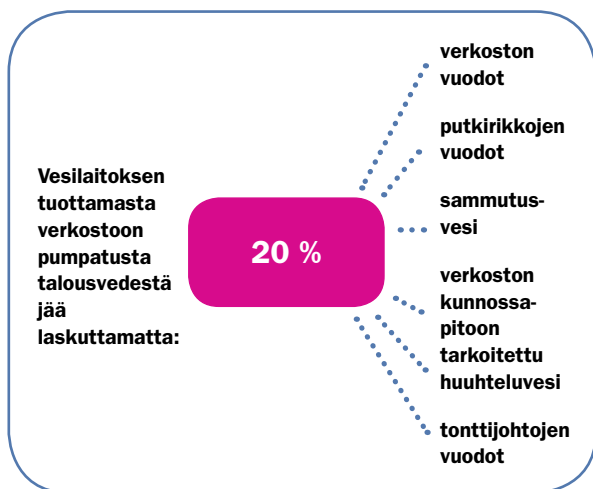 Vesilaitoksen
tuottamasta
verkostoon
pumpatusta
talousvedestä
jää
laskuttamatta:
20 %
verkoston
vuodot
putkirikkojen
vuodot
sammutus-
vesi
verkoston
kunnossa-
pitoon
tarkoitettu
huuhteluvesi
tonttijohtojen
vuodot